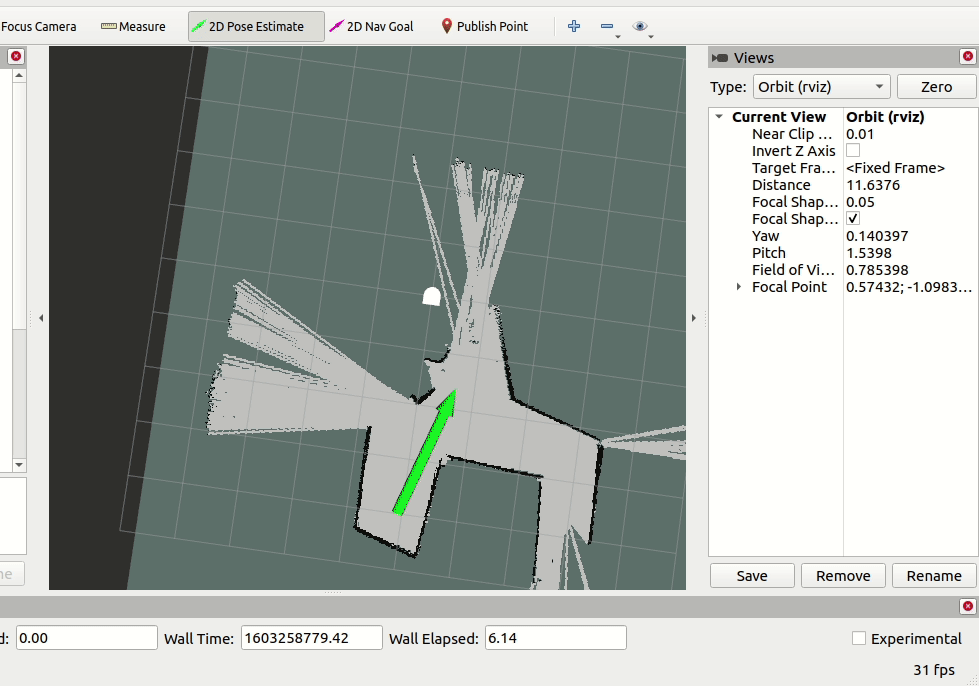 Focus Camera Measure 2D Pose Estimate 2D Nav Goal Publish Point
Views
Type: Orbit (rviz) Zero
Current View Orbit (rviz)
Near Clip ... 0.01
Invert Z Axis
Target Fra... <Fixed Frame>
Distance 11.6376
Focal Shap... 0.05
Focal Shap... ✓
Yaw 0.140397
Pitch 1.5398
Field of Vi... 0.785398
Focal Point 0.57432; -1.0983...
Save Remove Rename
d: 0.00 Wall Time: 1603258779.42 Wall Elapsed: 6.14 Experimental
31 fps